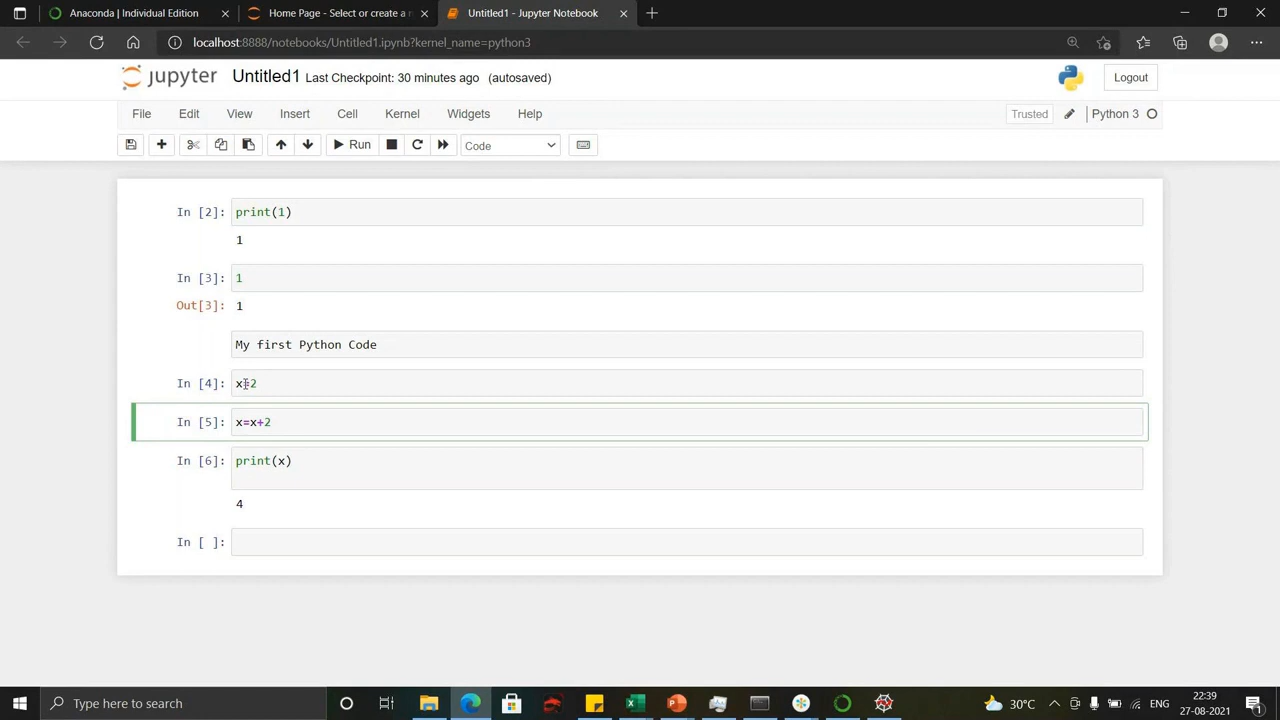 Anaconda | Individual Edition
Home Page - Select or create a n
Untitled1 - Jupyter Notebook
localhost:8888/notebooks/Untitled1.ipynb?kernel_name=python3
jupyter Untitled1 Last Checkpoint: 30 minutes ago (autosaved)
Logout
File Edit View Insert Cell Kernel Widgets Help
Trusted
Python 3
Run
Code
In [2]: print(1)
1
In [3]: 1
Out[3]: 1
My first Python Code
In [4]: x=2
In [5]: x=x+2
In [6]: print(x)
4
In [ ]:
Type here to search
30°C
ENG
22:39
27-08-2021